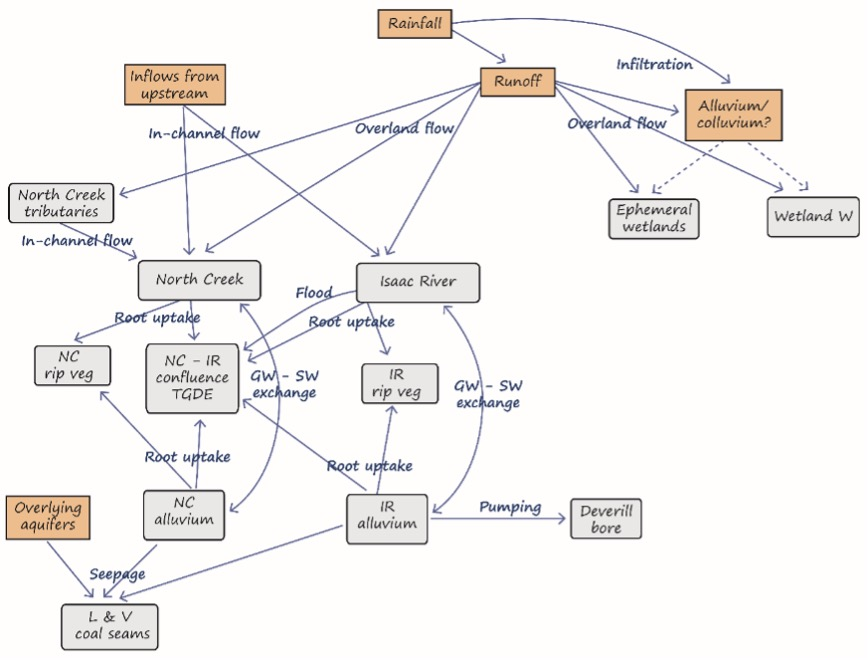 Rainfall
Infiltration
Inflows from
upstream
Runoff
Alluvium/
colluvium?
In-channel flow
Overland flow
Overland flow
North Creek
tributaries
Ephemeral
wetlands
Wetland W
In-channel flow
North Creek
Isaac River
Flood
Root uptake
Root uptake
NC
rip veg
NC - IR
confluence
TGDE
GW - SW
exchange
IR
rip veg
GW - SW
exchange
Root uptake
Root uptake
Overlying
aquifers
NC
alluvium
IR
alluvium
Pumping
Deverill
bore
Seepage
L & V
coal seams